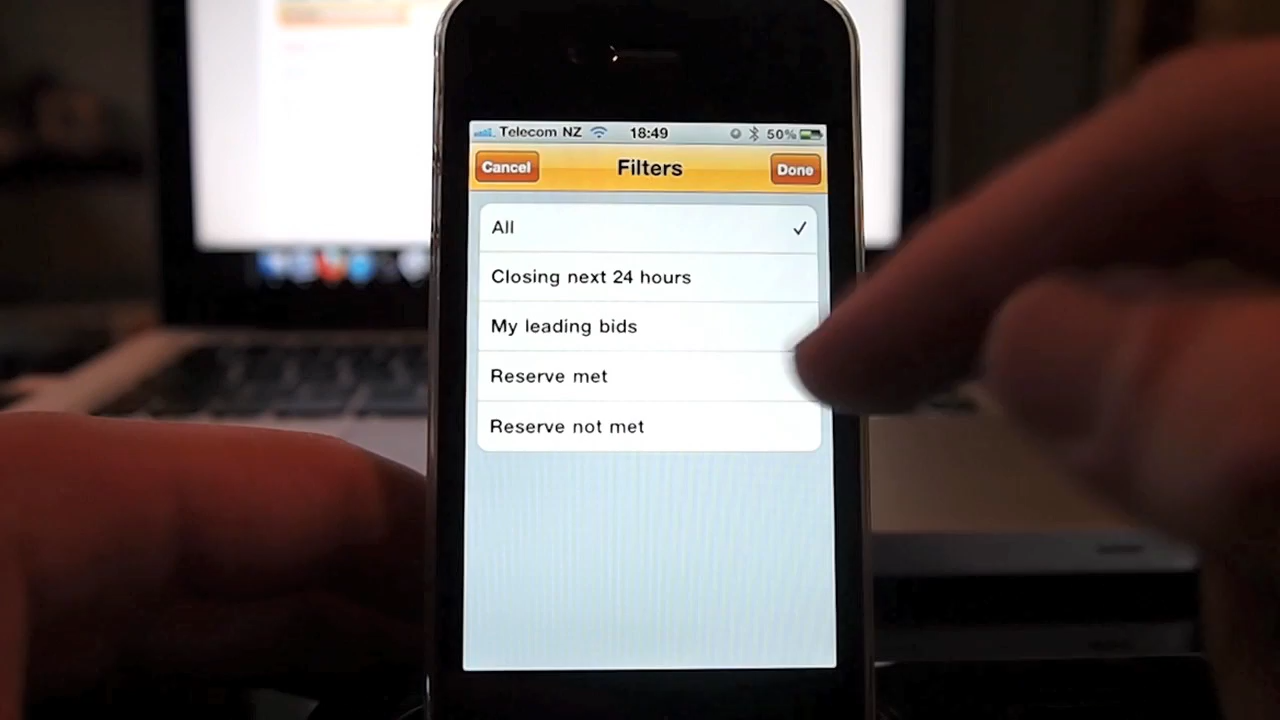 Telecom NZ 18:49 50%
Cancel Filters Done
All
Closing next 24 hours
My leading bids
Reserve met
Reserve not met